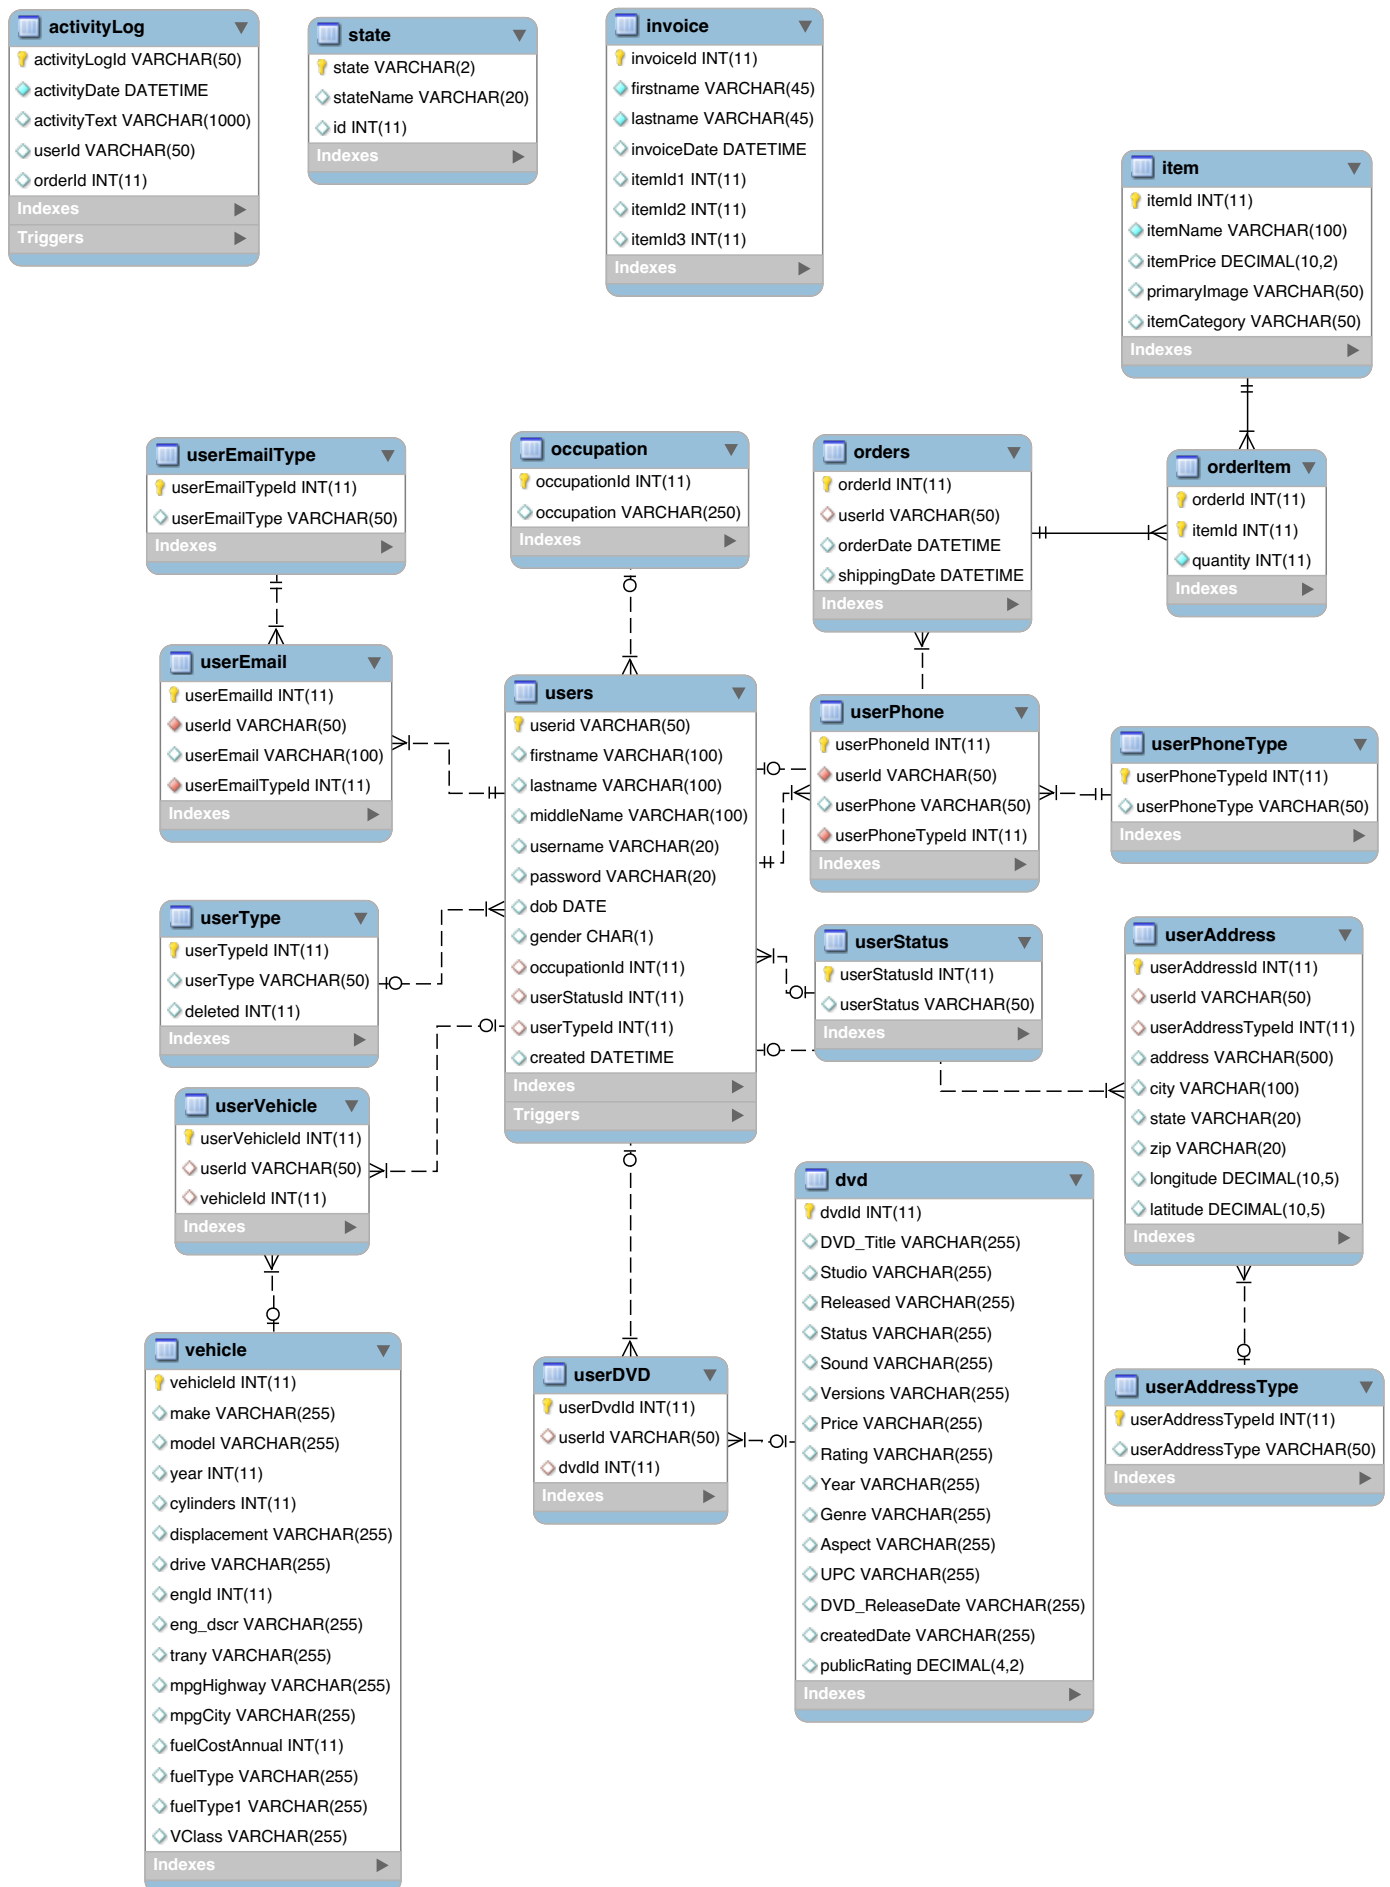 activityLog
activityLogId VARCHAR(50)
activityDate DATETIME
activityText VARCHAR(1000)
userId VARCHAR(50)
orderId INT(11)
Indexes
Triggers
state
state VARCHAR(2)
stateName VARCHAR(20)
id INT(11)
Indexes
invoice
invoiceId INT(11)
firstname VARCHAR(45)
lastname VARCHAR(45)
invoiceDate DATETIME
itemId1 INT(11)
itemId2 INT(11)
itemId3 INT(11)
Indexes
item
itemId INT(11)
itemName VARCHAR(100)
itemPrice DECIMAL(10,2)
primaryImage VARCHAR(50)
itemCategory VARCHAR(50)
Indexes
userEmailType
userEmailTypeId INT(11)
userEmailType VARCHAR(50)
Indexes
occupation
occupationId INT(11)
occupation VARCHAR(250)
Indexes
orders
orderId INT(11)
userId VARCHAR(50)
orderDate DATETIME
shippingDate DATETIME
Indexes
orderItem
orderId INT(11)
itemId INT(11)
quantity INT(11)
Indexes
userEmail
userEmailId INT(11)
userId VARCHAR(50)
userEmail VARCHAR(100)
userEmailTypeId INT(11)
Indexes
users
userid VARCHAR(50)
firstname VARCHAR(100)
lastname VARCHAR(100)
middleName VARCHAR(100)
username VARCHAR(20)
password VARCHAR(20)
dob DATE
gender CHAR(1)
occupationId INT(11)
userStatusId INT(11)
userTypeId INT(11)
created DATETIME
Indexes
Triggers
userPhone
userPhoneId INT(11)
userId VARCHAR(50)
userPhone VARCHAR(50)
userPhoneTypeId INT(11)
Indexes
userPhoneType
userPhoneTypeId INT(11)
userPhoneType VARCHAR(50)
Indexes
userType
userTypeId INT(11)
userType VARCHAR(50)
deleted INT(11)
Indexes
userStatus
userStatusId INT(11)
userStatus VARCHAR(50)
Indexes
userAddress
userAddressId INT(11)
userId VARCHAR(50)
userAddressTypeId INT(11)
address VARCHAR(500)
city VARCHAR(100)
state VARCHAR(20)
zip VARCHAR(20)
longitude DECIMAL(10,5)
latitude DECIMAL(10,5)
Indexes
userVehicle
userVehicleId INT(11)
userId VARCHAR(50)
vehicleId INT(11)
Indexes
dvd
dvdId INT(11)
DVD_Title VARCHAR(255)
Studio VARCHAR(255)
Released VARCHAR(255)
Status VARCHAR(255)
Sound VARCHAR(255)
Versions VARCHAR(255)
Price VARCHAR(255)
Rating VARCHAR(255)
Year VARCHAR(255)
Genre VARCHAR(255)
Aspect VARCHAR(255)
UPC VARCHAR(255)
DVD_ReleaseDate VARCHAR(255)
createdDate VARCHAR(255)
publicRating DECIMAL(4,2)
Indexes
vehicle
vehicleId INT(11)
make VARCHAR(255)
model VARCHAR(255)
year INT(11)
cylinders INT(11)
displacement VARCHAR(255)
drive VARCHAR(255)
engId INT(11)
eng_dscr VARCHAR(255)
trany VARCHAR(255)
mpgHighway VARCHAR(255)
mpgCity VARCHAR(255)
fuelCostAnnual INT(11)
fuelType VARCHAR(255)
fuelType1 VARCHAR(255)
VClass VARCHAR(255)
Indexes
userDVD
userDvdId INT(11)
userId VARCHAR(50)
dvdId INT(11)
Indexes
userAddressType
userAddressTypeId INT(11)
userAddressType VARCHAR(50)
Indexes